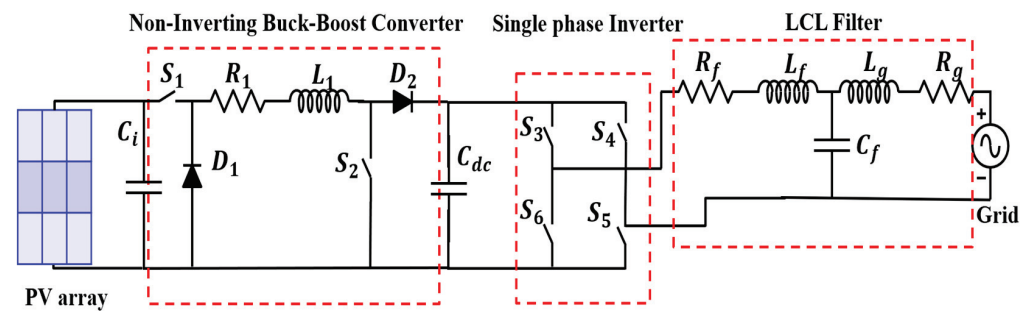 Non-Inverting Buck-Boost Converter
Single phase Inverter
LCL Filter
S1
R1
L1
D2
Rf
Lf
Lg
Rg
Ci
D1
S2
Cdc
S3
S4
Cf
+
-
S6
S5
Grid
PV array